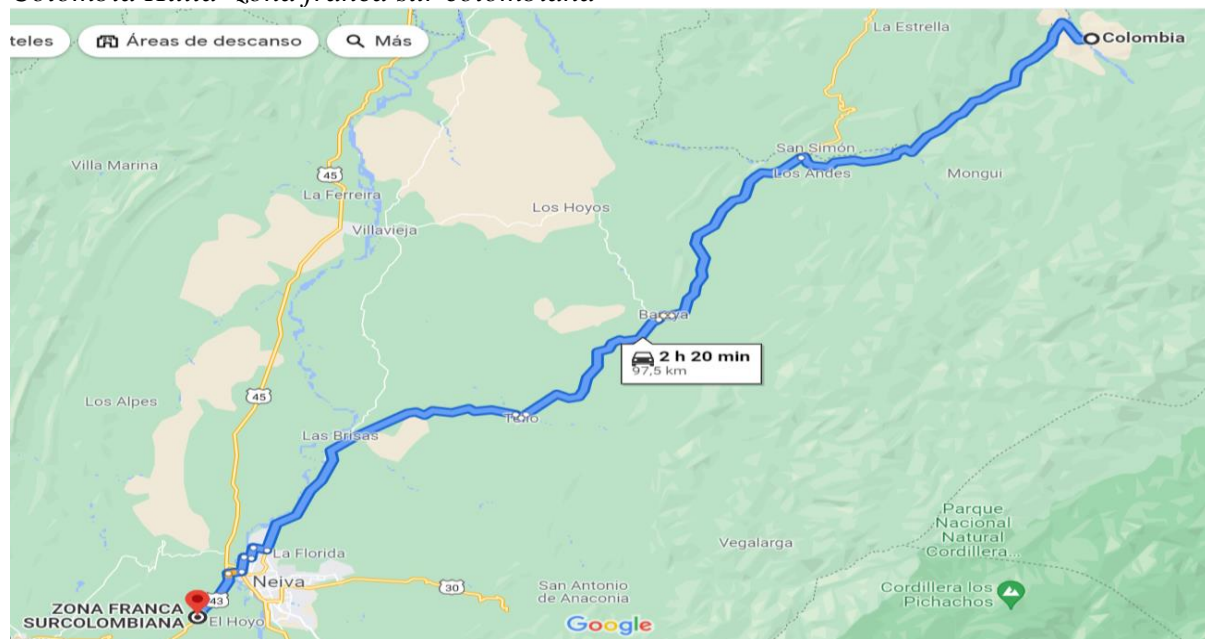 teles
Áreas de descanso
Más
La Estrella
Colombia
Villa Marina
45
La Ferreira
Villavieja
Los Hoyos
San Simón
Los Andes
Mongui
Baraya
2 h 20 min
97,5 km
45
Los Alpes
Las Brisas
Tello
Parque
Nacional
Natural
Cordillera...
Vegalarga
La Florida
Neiva
30
San Antonio
de Anaconia
Cordillera los
Pichachos
43
ZONA FRANCA
SURCOLOMBIANA
El Hoyo
Google